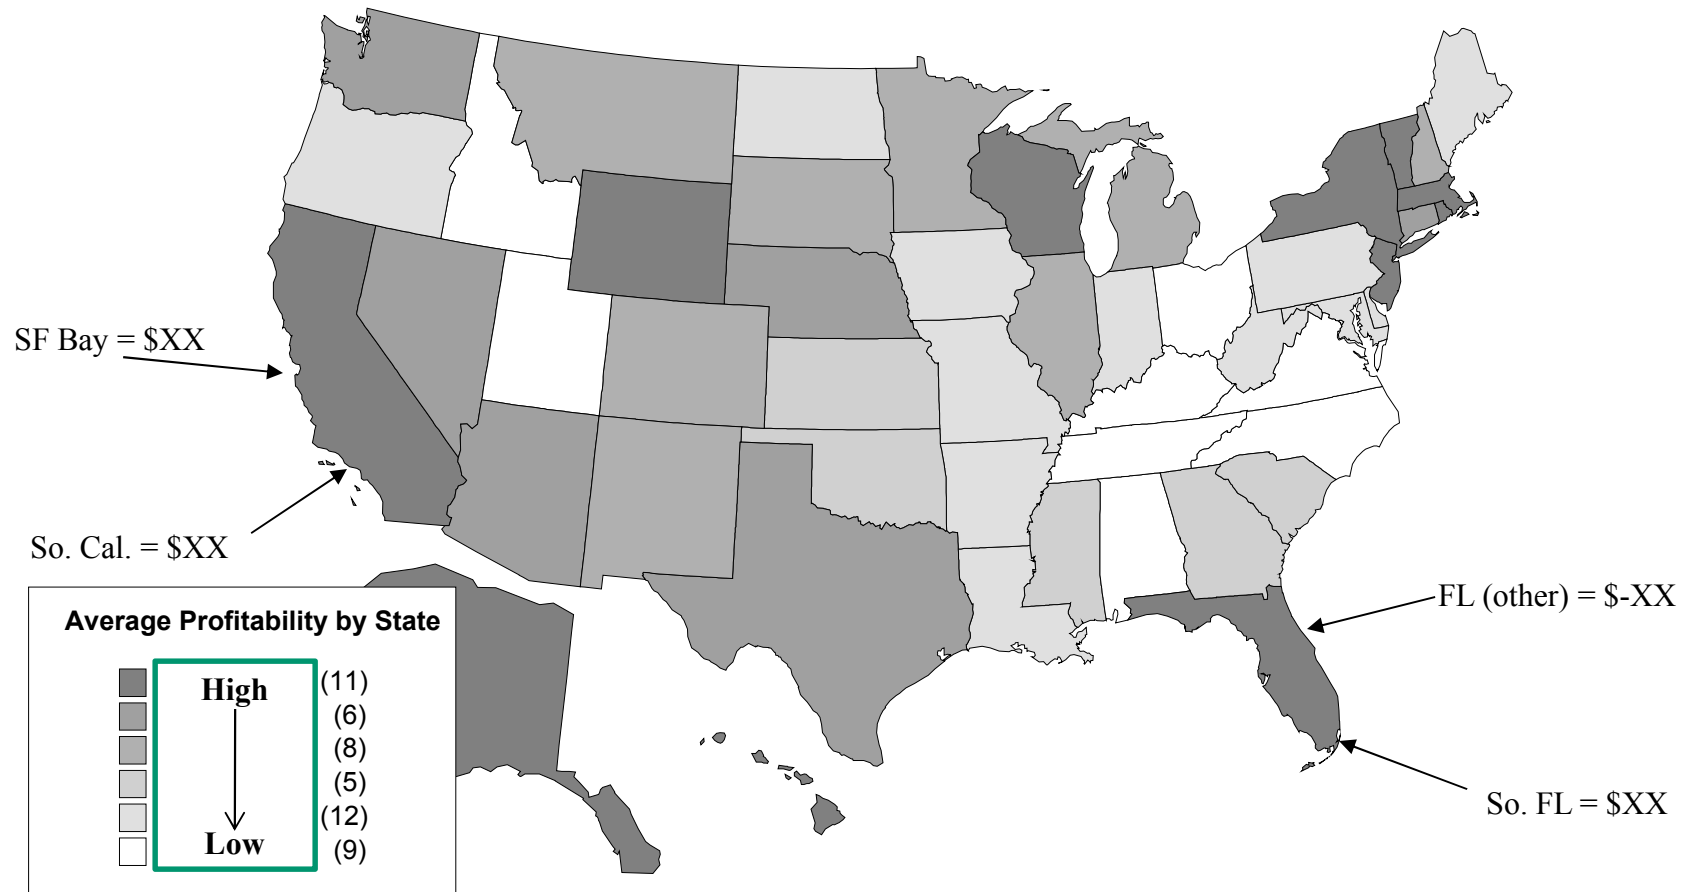 SF Bay = $XX
So. Cal. = $XX
FL (other) = $-XX
So. FL = $XX
Average Profitability by State
High
Low
(11)
(6)
(8)
(5)
(12)
(9)